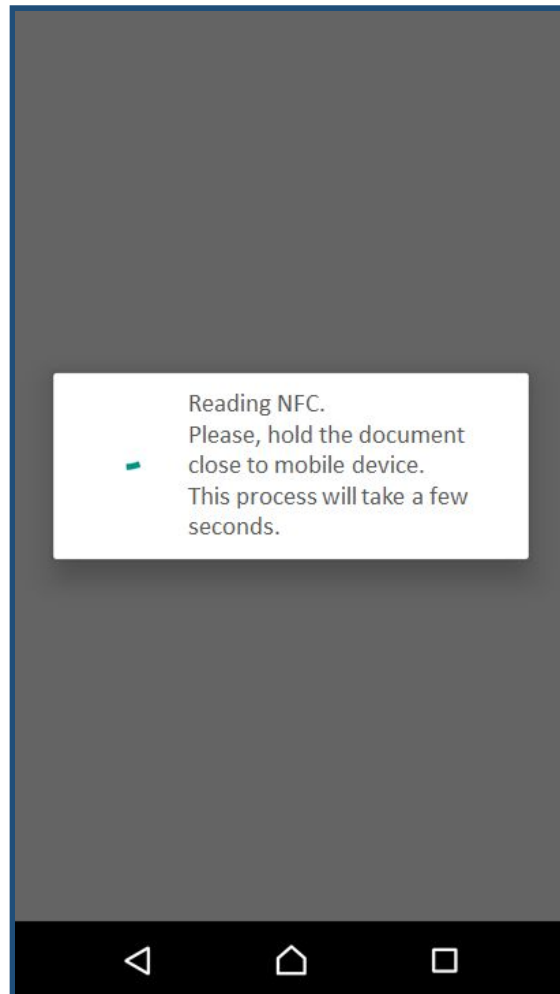 Reading NFC.
Please, hold the document
close to mobile device.
This process will take a few
seconds.